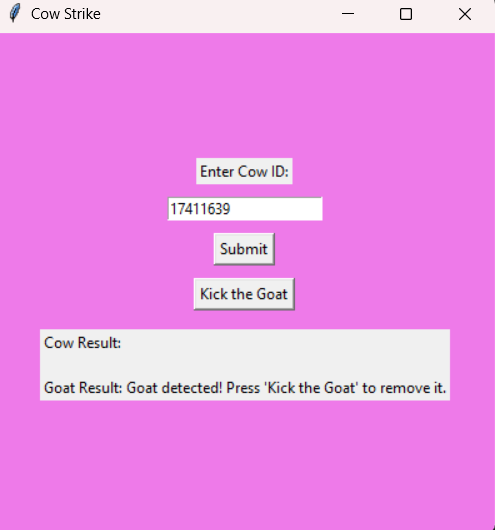 Cow Strike
Enter Cow ID:
17411639
Submit
Kick the Goat
Cow Result:
Goat Result: Goat detected! Press 'Kick the Goat' to remove it.